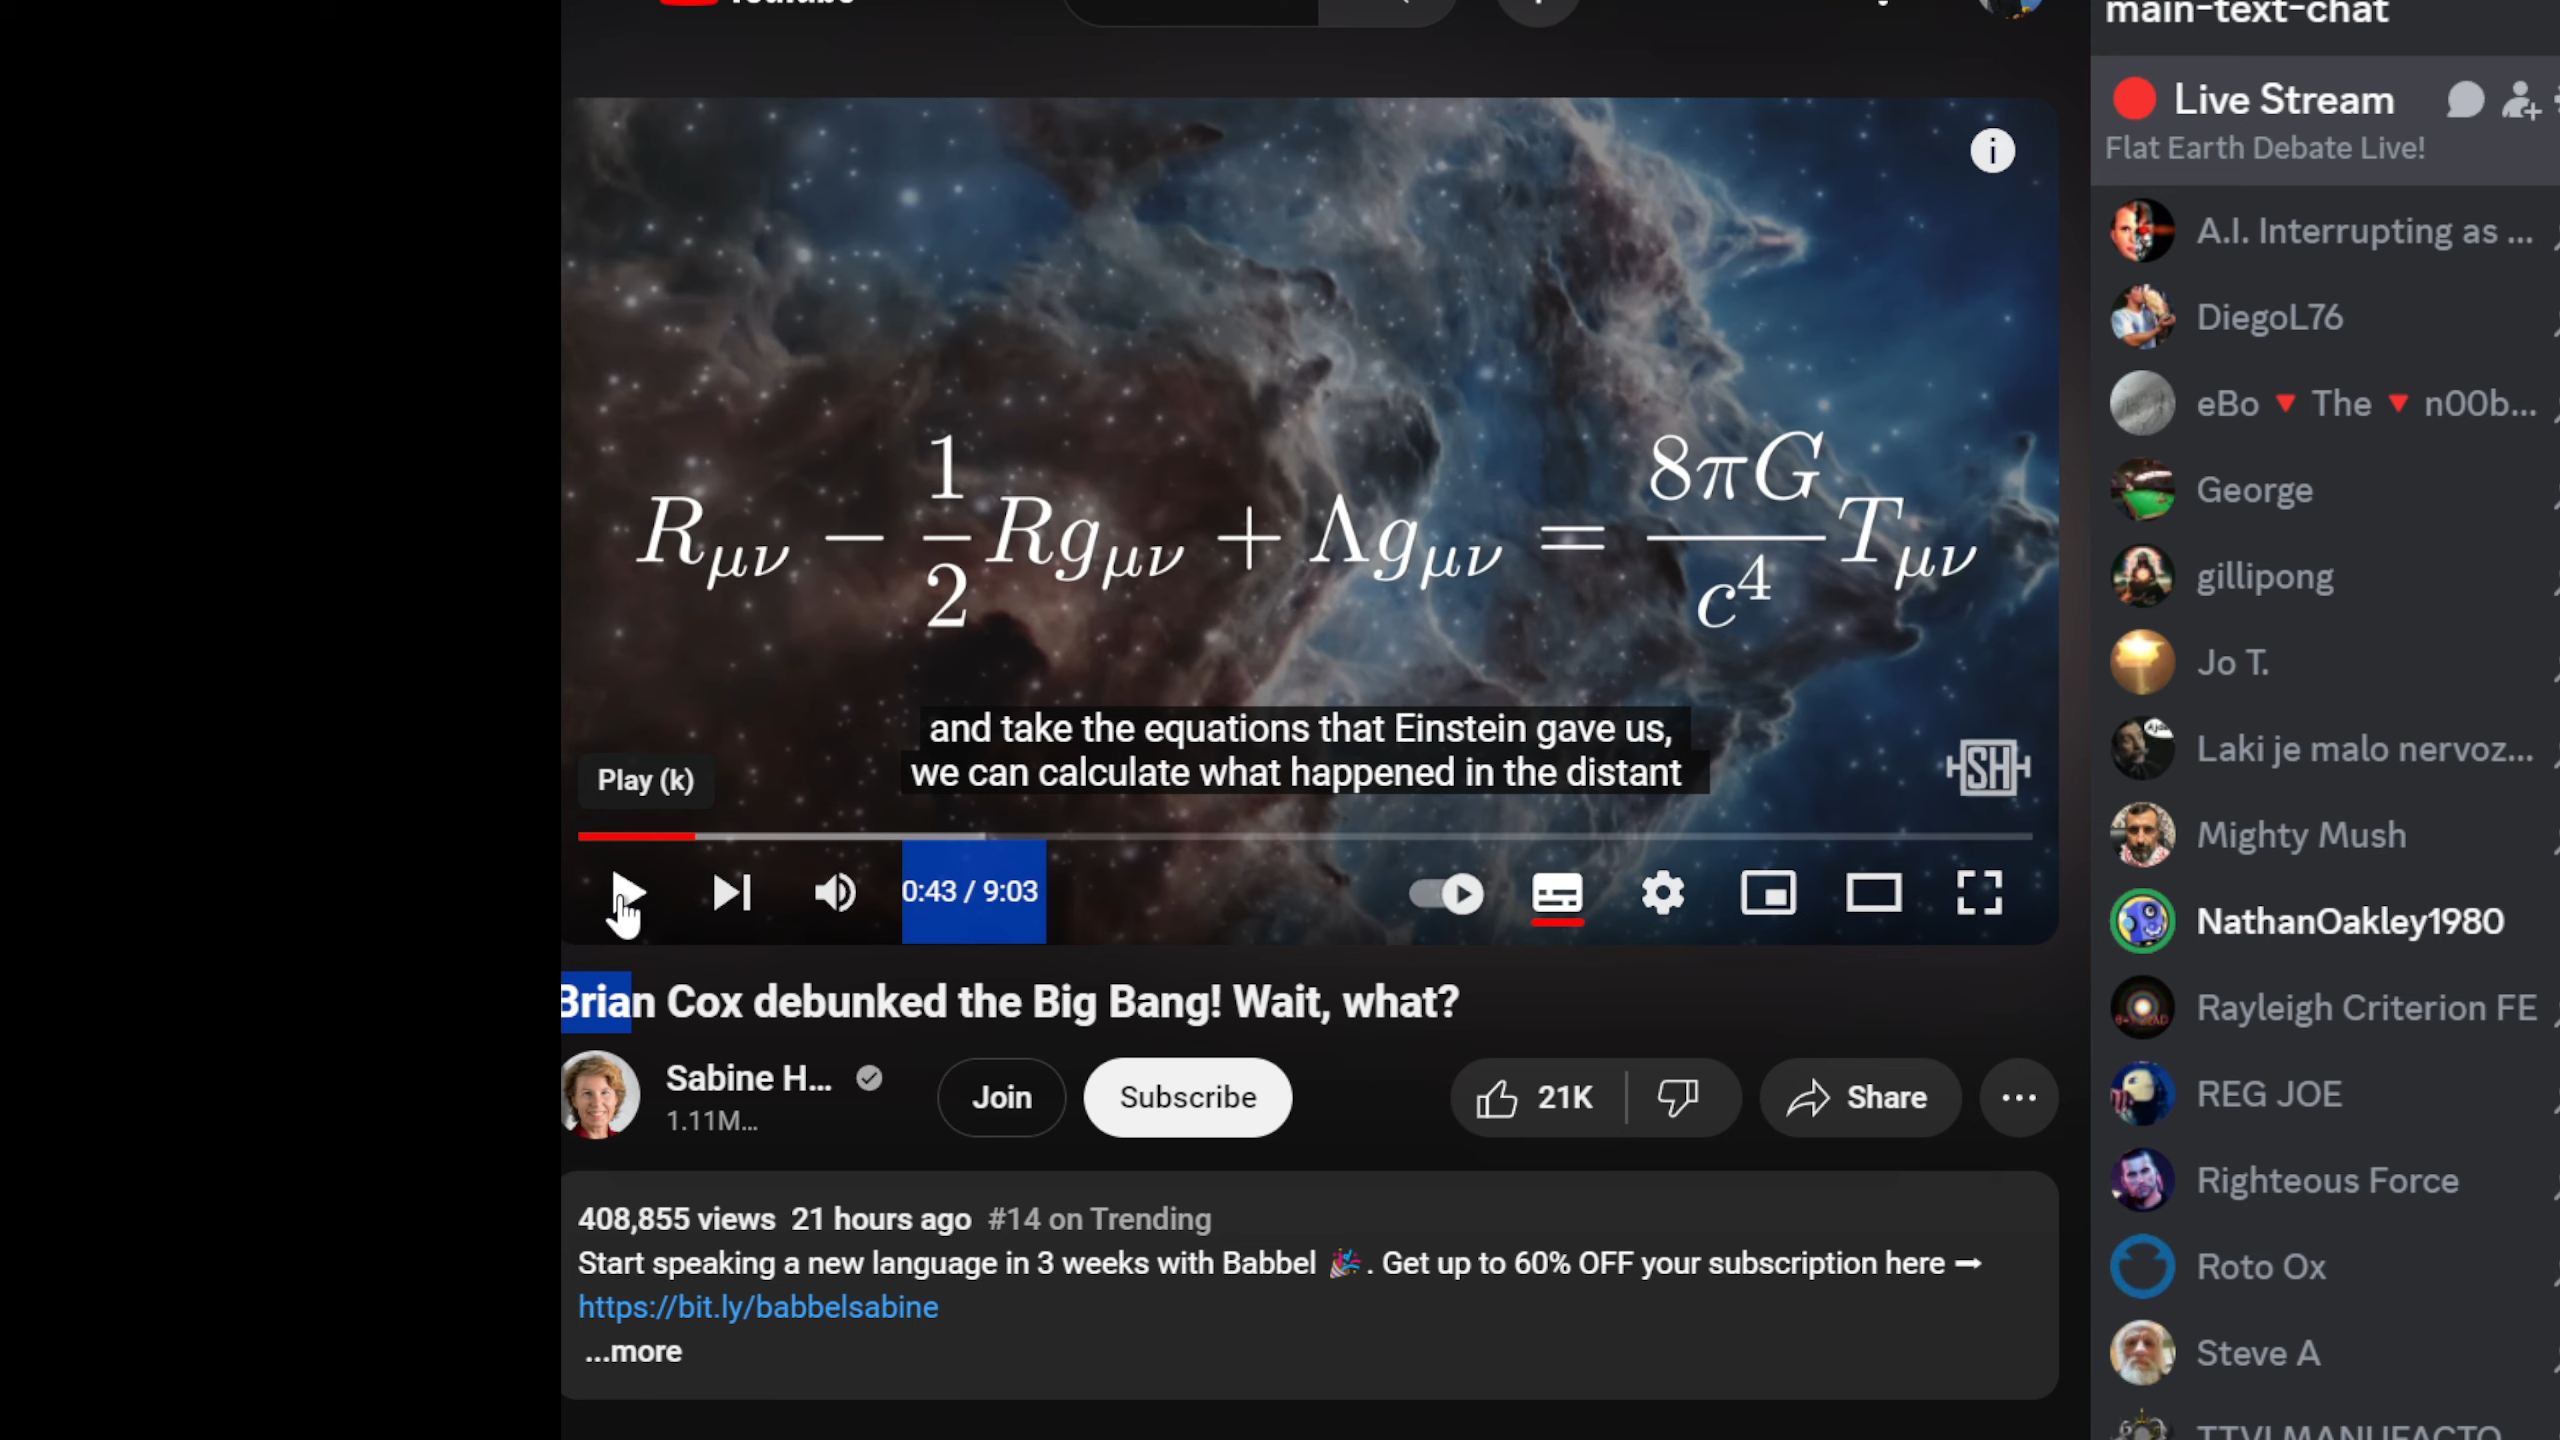 main-text-chat
Live Stream
Flat Earth Debate Live!
R_{μν} − \frac{1}{2} R g_{μν} + Λ g_{μν} = \frac{8πG}{c^4} T_{μν}
and take the equations that Einstein gave us,
we can calculate what happened in the distant
SH
Play (k)
0:43 / 9:03
Brian Cox debunked the Big Bang! Wait, what?
Sabine H...
1.11M...
Join
Subscribe
21K
Share
408,855 views 21 hours ago #14 on Trending
Start speaking a new language in 3 weeks with Babbel 🎉. Get up to 60% OFF your subscription here ➞
https://bit.ly/babbelsabine
...more
A.I. Interrupting as ...
DiegoL76
eBo 🔻 The 🔻 n00b...
George
gillipong
Jo T.
Laki je malo nervoz...
Mighty Mush
NathanOakley1980
Rayleigh Criterion FE
REG JOE
Righteous Force
Roto Ox
Steve A